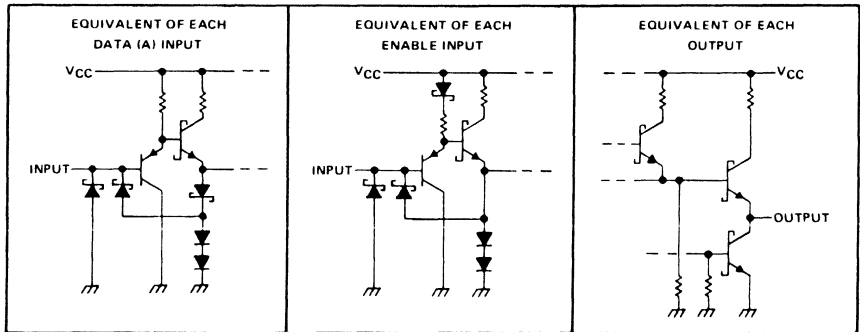 EQUIVALENT OF EACH
DATA (A) INPUT
VCC
INPUT
EQUIVALENT OF EACH
ENABLE INPUT
VCC
INPUT
EQUIVALENT OF EACH
OUTPUT
VCC
OUTPUT